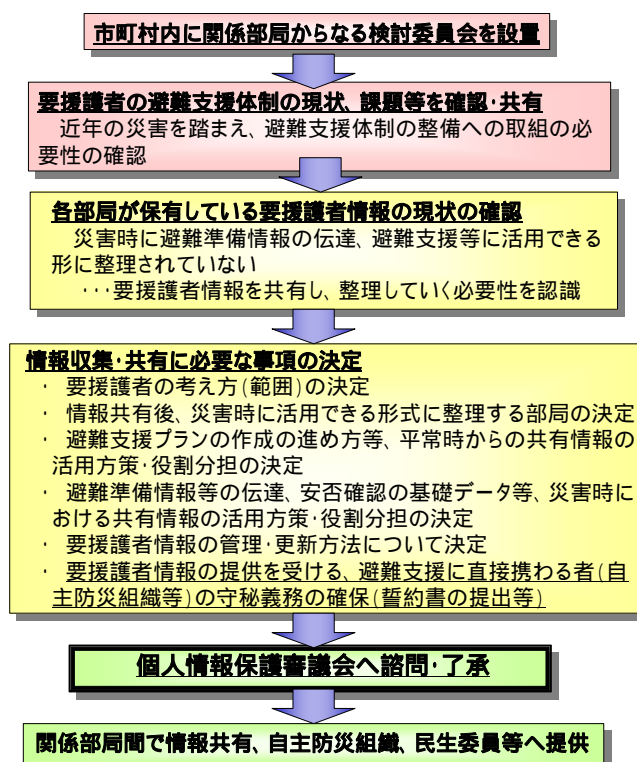 市町村内に関係部局からなる検討委員会を設置
要援護者の避難支援体制の現状、課題等を確認・共有
近年の災害を踏まえ、避難支援体制の整備への取組の必
要性の確認
各部局が保有している要援護者情報の現状の確認
災害時に避難準備情報の伝達、避難支援等に活用できる
形に整理されていない
・・・要援護者情報を共有し、整理していく必要性を認識
情報収集・共有に必要な事項の決定
・ 要援護者の考え方(範囲)の決定
・ 情報共有後、災害時に活用できる形式に整理する部局の決定
・ 避難支援プランの作成の進め方等、平常時からの共有情報の
活用方策・役割分担の決定
・ 避難準備情報等の伝達、安否確認の基礎データ等、災害時に
おける共有情報の活用方策・役割分担の決定
・ 要援護者情報の管理・更新方法について決定
・ 要援護者情報の提供を受ける、避難支援に直接携わる者(自
主防災組織等)の守秘義務の確保(誓約書の提出等)
個人情報保護審議会へ諮問・了承
関係部局間で情報共有、自主防災組織、民生委員等へ提供